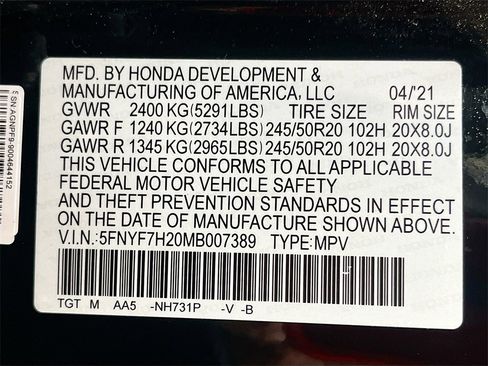 MFD. BY HONDA DEVELOPMENT &
MANUFACTURING OF AMERICA, LLC 04/'21
GVWR 2400 KG(5291LBS) TIRE SIZE RIM SIZE
GAWR F 1240 KG(2734LBS) 245/50R20 102H 20X8.0J
GAWR R 1345 KG(2965LBS) 245/50R20 102H 20X8.0J
THIS VEHICLE CONFORMS TO ALL APPLICABLE
FEDERAL MOTOR VEHICLE SAFETY
AND THEFT PREVENTION STANDARDS IN EFFECT
ON THE DATE OF MANUFACTURE SHOWN ABOVE.
V.I.N.: 5FNYF7H20MB007389 TYPE: MPV
TGT M AA5 -NH731P -V -B